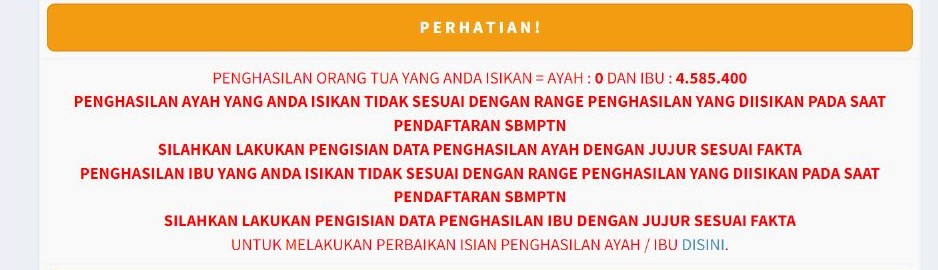 PERHATIAN!
PENGHASILAN ORANG TUA YANG ANDA ISIKAN = AYAH : 0 DAN IBU : 4.585.400
PENGHASILAN AYAH YANG ANDA ISIKAN TIDAK SESUAI DENGAN RANGE PENGHASILAN YANG DIISIKAN PADA SAAT
PENDAFTARAN SBMPTN
SILAHKAN LAKUKAN PENGISIAN DATA PENGHASILAN AYAH DENGAN JUJUR SESUAI FAKTA
PENGHASILAN IBU YANG ANDA ISIKAN TIDAK SESUAI DENGAN RANGE PENGHASILAN YANG DIISIKAN PADA SAAT
PENDAFTARAN SBMPTN
SILAHKAN LAKUKAN PENGISIAN DATA PENGHASILAN IBU DENGAN JUJUR SESUAI FAKTA
UNTUK MELAKUKAN PERBAIKAN ISIAN PENGHASILAN AYAH / IBU DISINI.